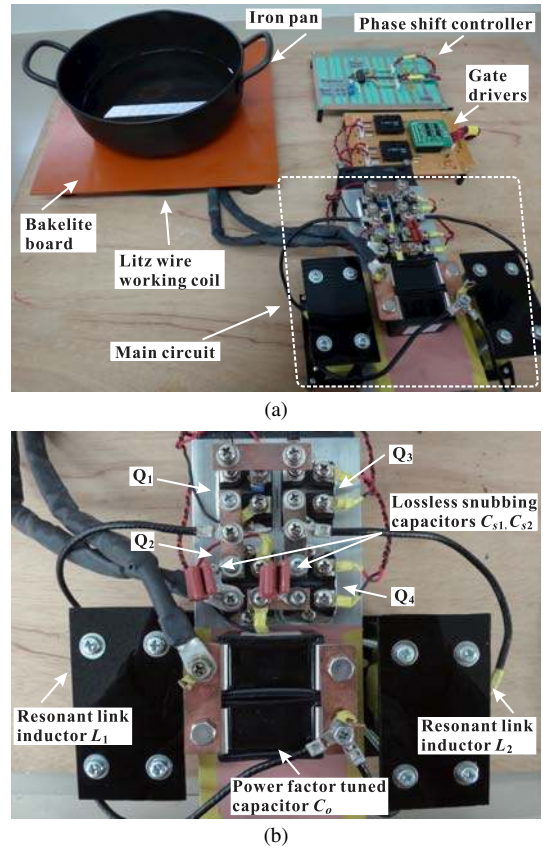 Iron pan
Phase shift controller
Gate
drivers
Bakelite
board
Litz wire
working coil
Main circuit
(a)
Q1
Q3
Lossless snubbing
capacitors Cs1, Cs2
Q2
Q4
Resonant link
inductor L1
Resonant link
inductor L2
Power factor tuned
capacitor Co
(b)